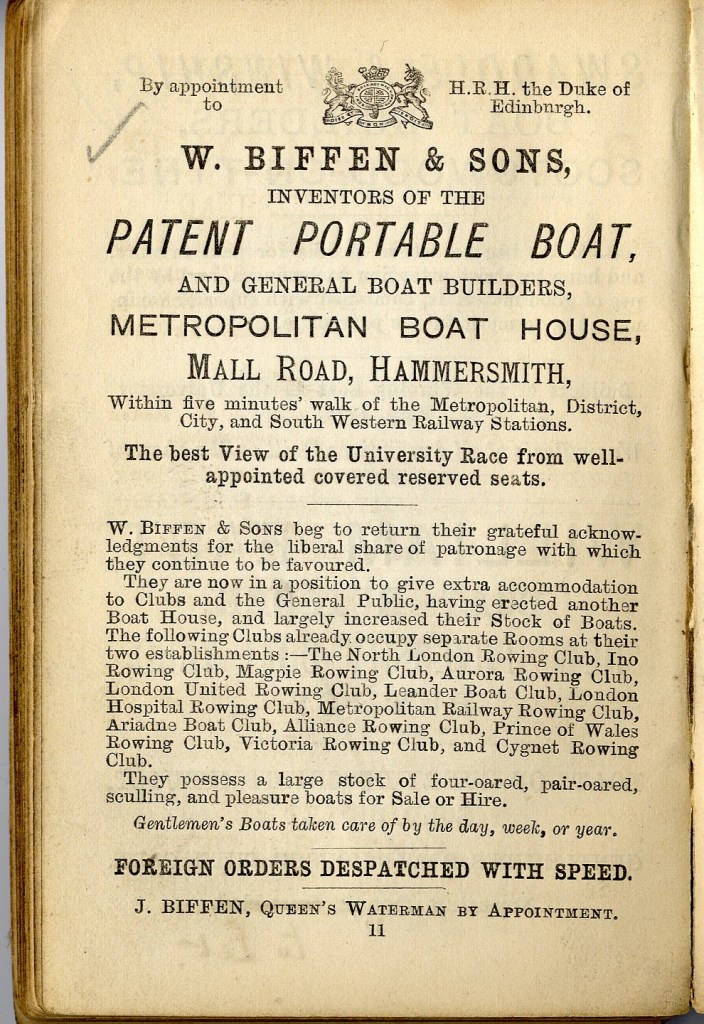 By appointment to
H.R.H. the Duke of Edinburgh.
W. BIFFEN & SONS,
INVENTORS OF THE
PATENT PORTABLE BOAT,
AND GENERAL BOAT BUILDERS,
METROPOLITAN BOAT HOUSE,
MALL ROAD, HAMMERSMITH,
Within five minutes' walk of the Metropolitan, District,
City, and South Western Railway Stations.
The best View of the University Race from well-
appointed covered reserved seats.
W. BIFFEN & SONS beg to return their grateful acknow-
ledgments for the liberal share of patronage with which
they continue to be favoured.
They are now in a position to give extra accommodation
to Clubs and the General Public, having erected another
Boat House, and largely increased their Stock of Boats.
The following Clubs already occupy separate Rooms at their
two establishments :—The North London Rowing Club, Ino
Rowing Club, Magpie Rowing Club, Aurora Rowing Club,
London United Rowing Club, Leander Boat Club, London
Hospital Rowing Club, Metropolitan Railway Rowing Club,
Ariadne Boat Club, Alliance Rowing Club, Prince of Wales
Rowing Club, Victoria Rowing Club, and Cygnet Rowing
Club.
They possess a large stock of four-oared, pair-oared,
sculling, and pleasure boats for Sale or Hire.
Gentlemen's Boats taken care of by the day, week, or year.
FOREIGN ORDERS DESPATCHED WITH SPEED.
J. BIFFEN, QUEEN'S WATERMAN BY APPOINTMENT.
11